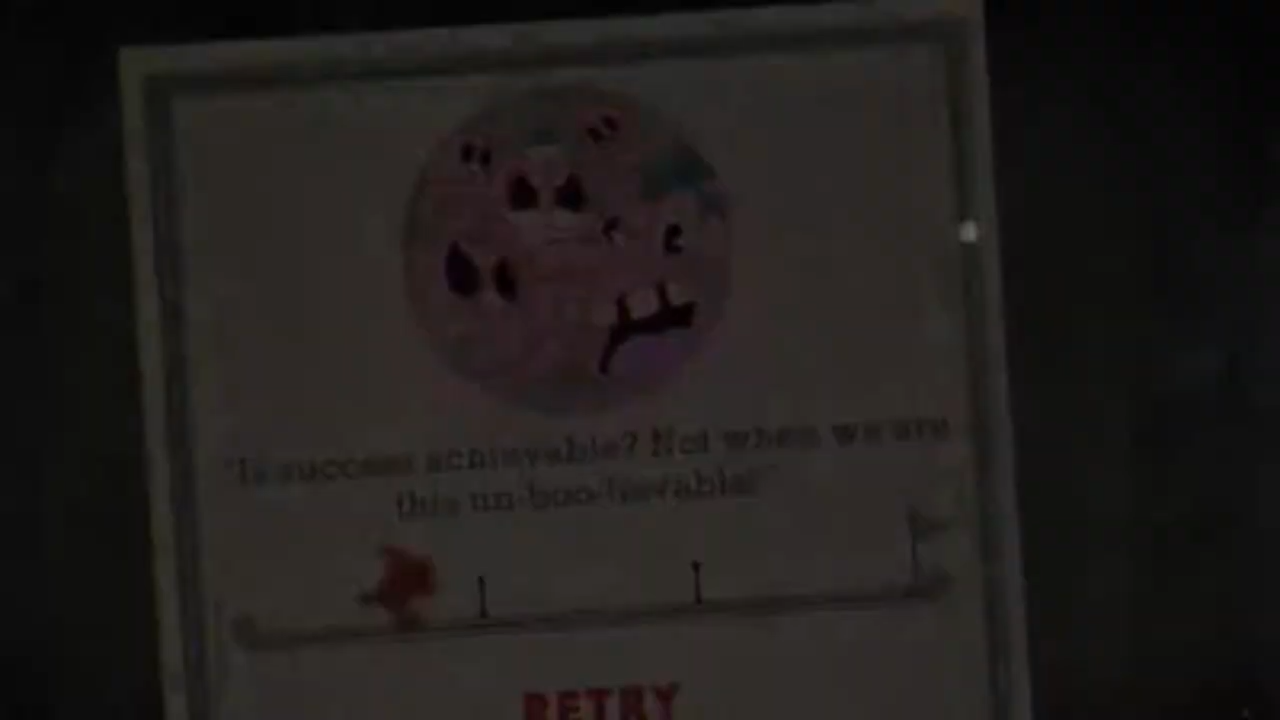 "Is success achievable? Not when we are
this un-boo-lievable!"
RETRY